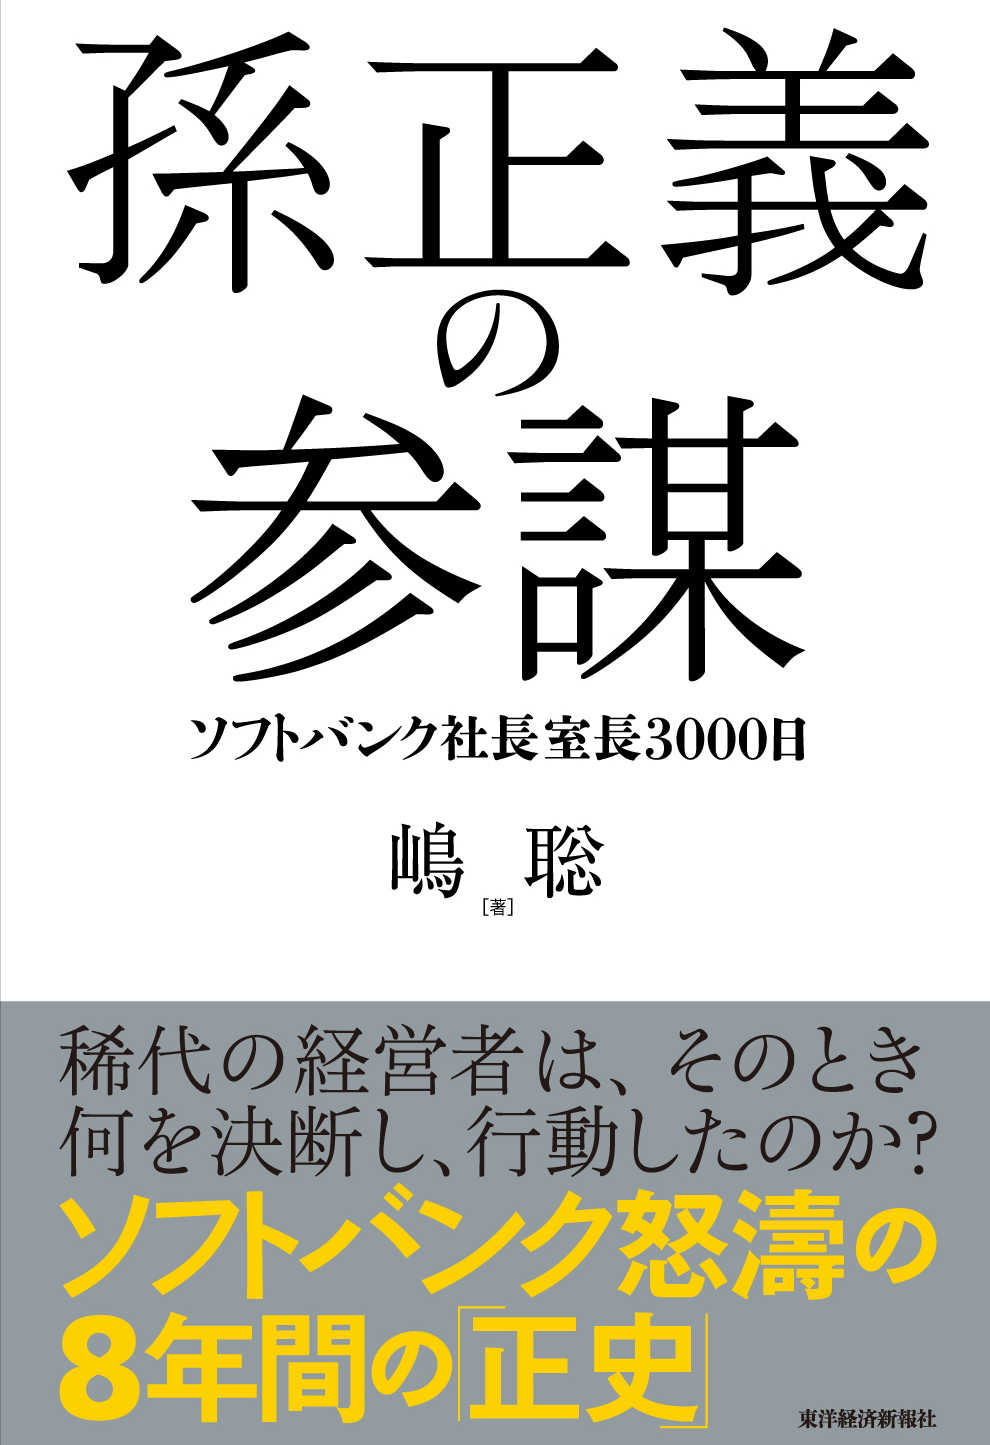 孫正義
の
参謀
ソフトバンク社長室長3000日
嶋 聡
[著]
稀代の経営者は、そのとき
何を決断し、行動したのか?
ソフトバンク怒濤の
8年間の「正史」
東洋経済新報社